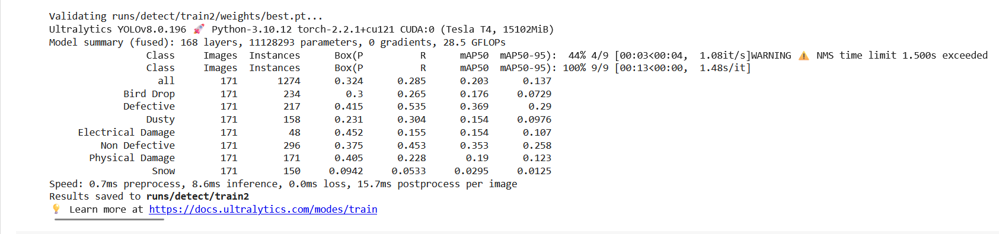 Validating runs/detect/train2/weights/best.pt...
Ultralytics YOLOv8.0.196 🚀 Python-3.10.12 torch-2.2.1+cu121 CUDA:0 (Tesla T4, 15102MiB)
Model summary (fused): 168 layers, 11128293 parameters, 0 gradients, 28.5 GFLOPs
Class Images Instances Box(P R mAP50 mAP50-95): 44% 4/9 [00:03<00:04, 1.08it/s]WARNING ⚠️ NMS time limit 1.500s exceeded
Class Images Instances Box(P R mAP50 mAP50-95): 100% 9/9 [00:13<00:00, 1.48s/it]
all 171 1274 0.324 0.285 0.203 0.137
Bird Drop 171 234 0.3 0.265 0.176 0.0729
Defective 171 217 0.415 0.535 0.369 0.29
Dusty 171 158 0.231 0.304 0.154 0.0976
Electrical Damage 171 48 0.452 0.155 0.154 0.107
Non Defective 171 296 0.375 0.453 0.353 0.258
Physical Damage 171 171 0.405 0.228 0.19 0.123
Snow 171 150 0.0942 0.0533 0.0295 0.0125
Speed: 0.7ms preprocess, 8.6ms inference, 0.0ms loss, 15.7ms postprocess per image
Results saved to runs/detect/train2
💡 Learn more at https://docs.ultralytics.com/modes/train